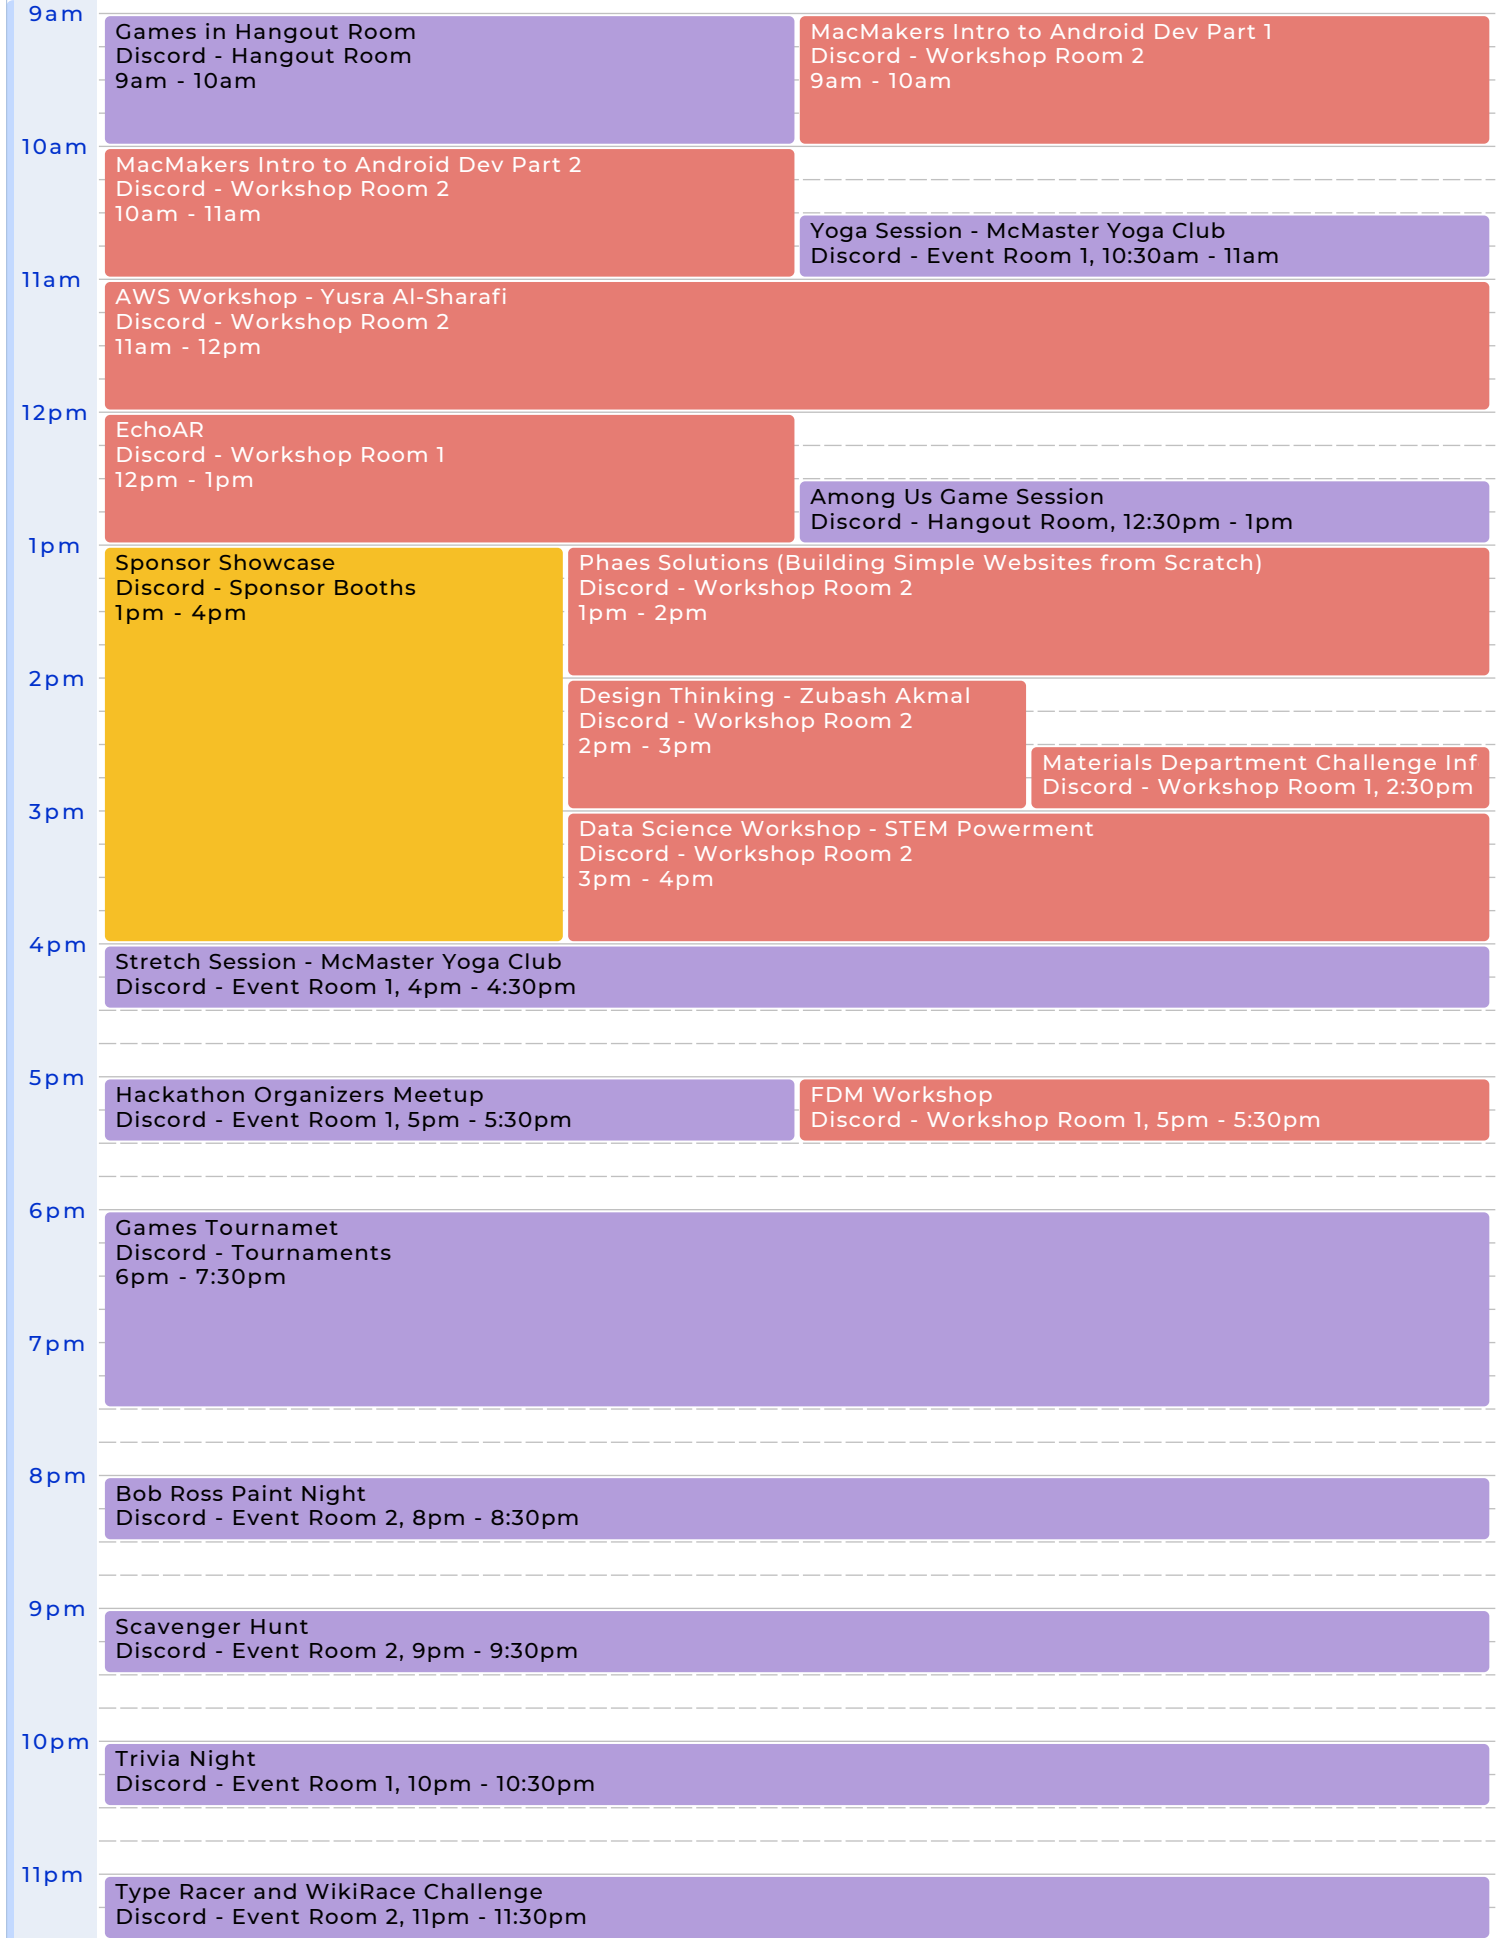 9am
Games in Hangout Room
Discord - Hangout Room
9am - 10am
MacMakers Intro to Android Dev Part 1
Discord - Workshop Room 2
9am - 10am
10am
MacMakers Intro to Android Dev Part 2
Discord - Workshop Room 2
10am - 11am
Yoga Session - McMaster Yoga Club
Discord - Event Room 1, 10:30am - 11am
11am
AWS Workshop - Yusra Al-Sharafi
Discord - Workshop Room 2
11am - 12pm
12pm
EchoAR
Discord - Workshop Room 1
12pm - 1pm
Among Us Game Session
Discord - Hangout Room, 12:30pm - 1pm
1pm
Sponsor Showcase
Discord - Sponsor Booths
1pm - 4pm
Phaes Solutions (Building Simple Websites from Scratch)
Discord - Workshop Room 2
1pm - 2pm
2pm
Design Thinking - Zubash Akmal
Discord - Workshop Room 2
2pm - 3pm
Materials Department Challenge Inf
Discord - Workshop Room 1, 2:30pm
3pm
Data Science Workshop - STEM Powerment
Discord - Workshop Room 2
3pm - 4pm
4pm
Stretch Session - McMaster Yoga Club
Discord - Event Room 1, 4pm - 4:30pm
5pm
Hackathon Organizers Meetup
Discord - Event Room 1, 5pm - 5:30pm
FDM Workshop
Discord - Workshop Room 1, 5pm - 5:30pm
6pm
Games Tournamet
Discord - Tournaments
6pm - 7:30pm
7pm
8pm
Bob Ross Paint Night
Discord - Event Room 2, 8pm - 8:30pm
9pm
Scavenger Hunt
Discord - Event Room 2, 9pm - 9:30pm
10pm
Trivia Night
Discord - Event Room 1, 10pm - 10:30pm
11pm
Type Racer and WikiRace Challenge
Discord - Event Room 2, 11pm - 11:30pm